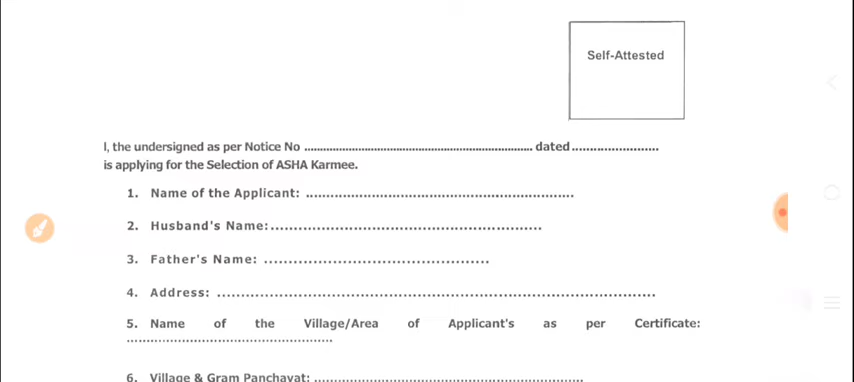 Self-Attested
I, the undersigned as per Notice No ............................................................................ dated........................
is applying for the Selection of ASHA Karmee.
1. Name of the Applicant: ................................................................
2. Husband's Name:...........................................................
3. Father's Name: ..............................................
4. Address: .........................................................................................
5. Name of the Village/Area of Applicant's as per Certificate:
....................................................
6. Village & Gram Panchayat: ...................................................................